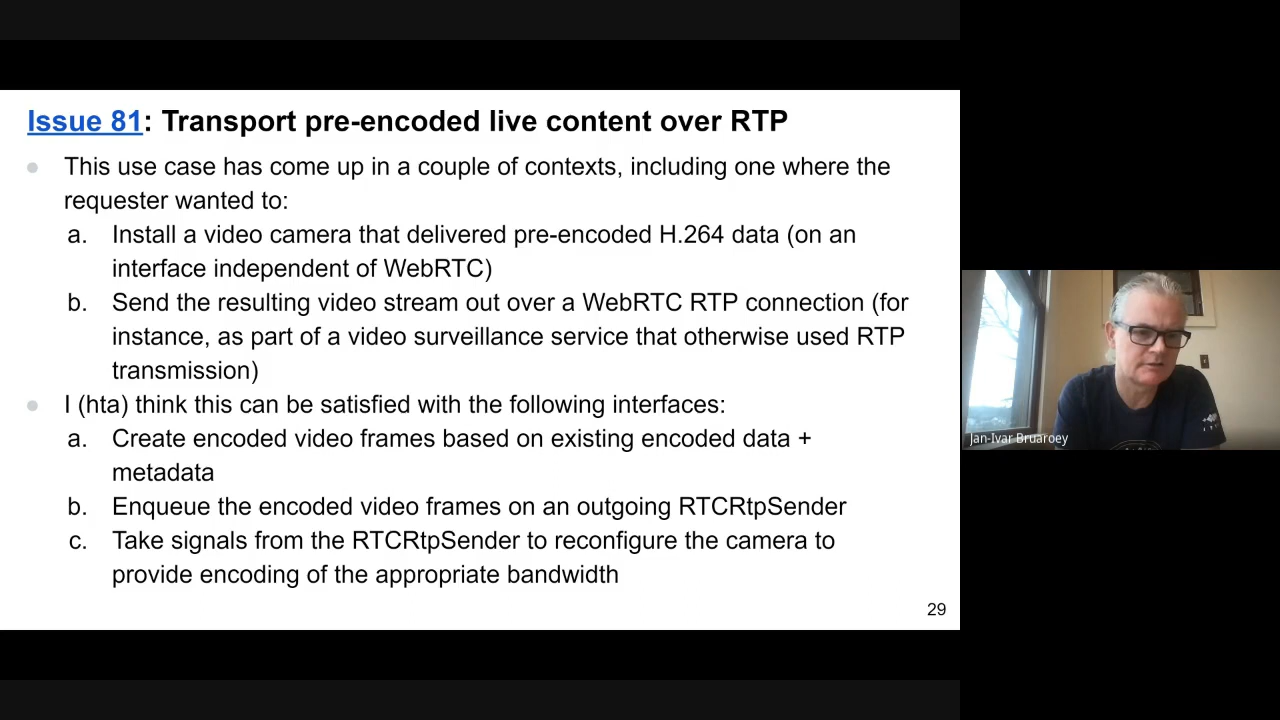 Issue 81: Transport pre-encoded live content over RTP
This use case has come up in a couple of contexts, including one where the
requester wanted to:
a. Install a video camera that delivered pre-encoded H.264 data (on an
interface independent of WebRTC)
b. Send the resulting video stream out over a WebRTC RTP connection (for
instance, as part of a video surveillance service that otherwise used RTP
transmission)
I (hta) think this can be satisfied with the following interfaces:
a. Create encoded video frames based on existing encoded data +
metadata
b. Enqueue the encoded video frames on an outgoing RTCRtpSender
c. Take signals from the RTCRtpSender to reconfigure the camera to
provide encoding of the appropriate bandwidth
29
Jan-Ivar Bruaroey